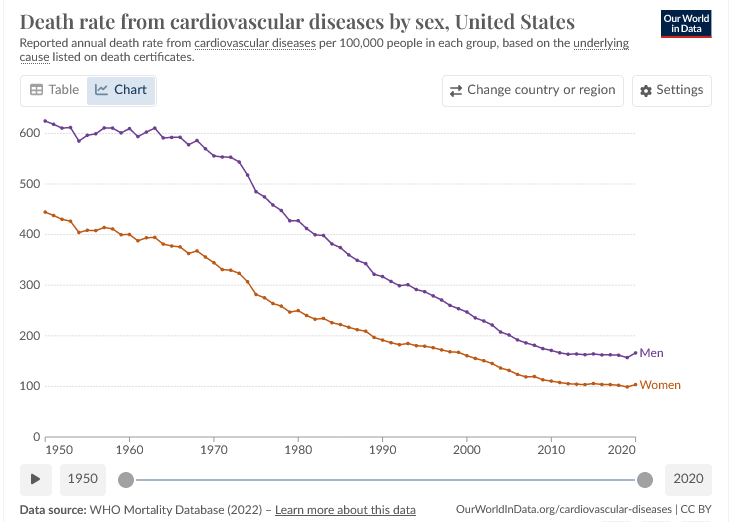 Death rate from cardiovascular diseases by sex, United States
Our World
in Data
Reported annual death rate from cardiovascular diseases per 100,000 people in each group, based on the underlying
cause listed on death certificates.
Table
Chart
Change country or region
Settings
600
500
400
300
200
100
0
Men
Women
1950
1960
1970
1980
1990
2000
2010
2020
1950
2020
Data source: WHO Mortality Database (2022) – Learn more about this data
OurWorldInData.org/cardiovascular-diseases | CC BY